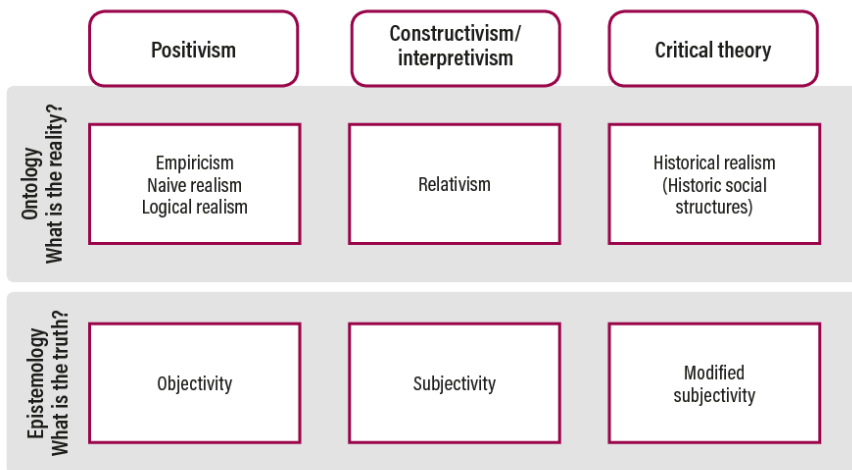 Positivism
Constructivism/
interpretivism
Critical theory
Ontology
What is the reality?
Empiricism
Naive realism
Logical realism
Relativism
Historical realism
(Historic social
structures)
Epistemology
What is the truth?
Objectivity
Subjectivity
Modified
subjectivity